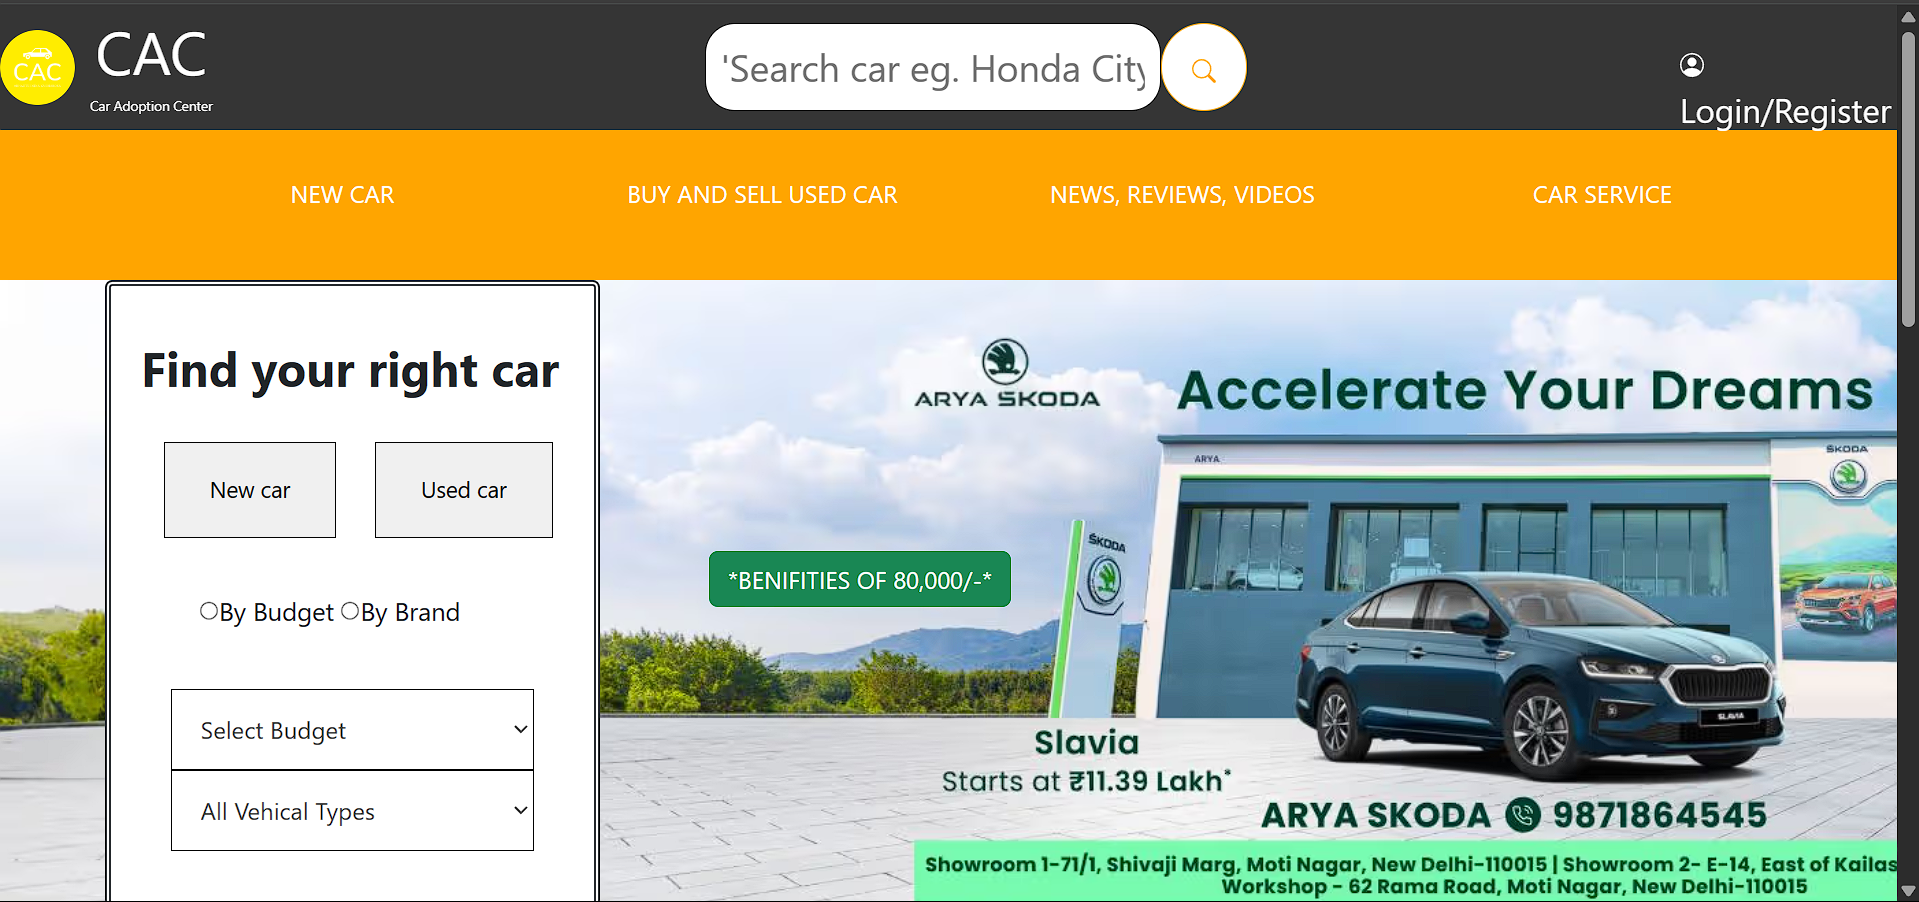 CAC
CAC
Car Adoption Center
'Search car eg. Honda City
Login/Register
NEW CAR
BUY AND SELL USED CAR
NEWS, REVIEWS, VIDEOS
CAR SERVICE
Find your right car
New car
Used car
By Budget
By Brand
Select Budget
All Vehical Types
ARYA SKODA
Accelerate Your Dreams
ARYA
ŠKODA
ŠKODA
*BENIFITIES OF 80,000/-*
SLAVIA
Slavia
Starts at ₹11.39 Lakh*
ARYA SKODA 9871864545
Showroom 1-71/1, Shivaji Marg, Moti Nagar, New Delhi-110015 | Showroom 2- E-14, East of Kailas
Workshop - 62 Rama Road, Moti Nagar, New Delhi-110015